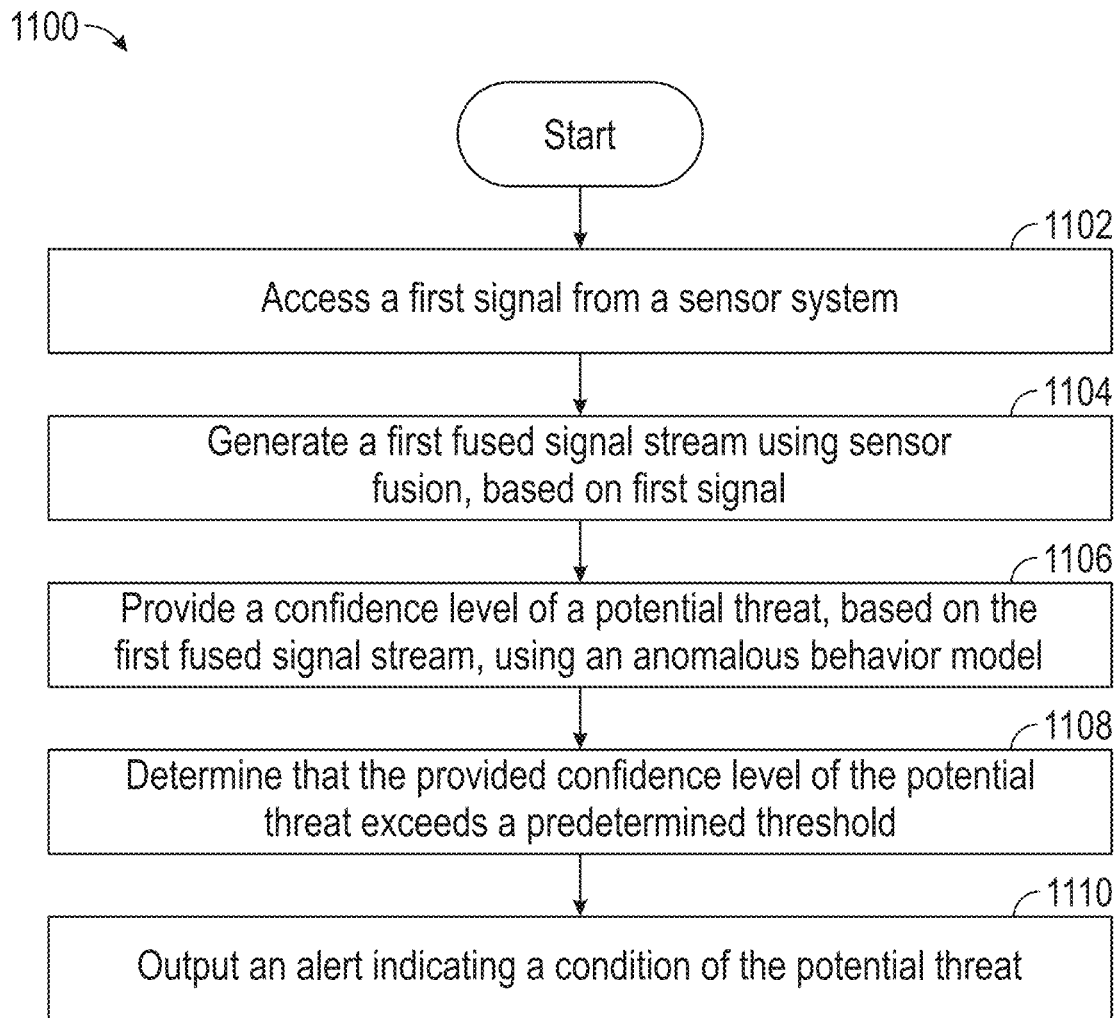 1100
Start
1102
Access a first signal from a sensor system
1104
Generate a first fused signal stream using sensor
fusion, based on first signal
1106
Provide a confidence level of a potential threat, based on the
first fused signal stream, using an anomalous behavior model
1108
Determine that the provided confidence level of the potential
threat exceeds a predetermined threshold
1110
Output an alert indicating a condition of the potential threat